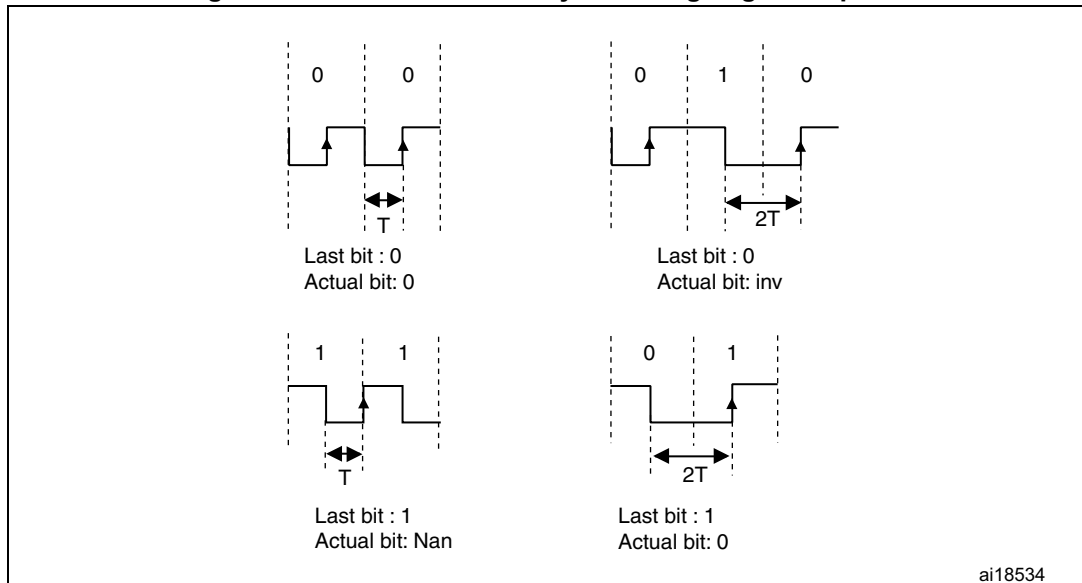 0 0
0 1 0
T
2T
Last bit : 0
Actual bit: 0
Last bit : 0
Actual bit: inv
1 1
0 1
T
2T
Last bit : 1
Actual bit: Nan
Last bit : 1
Actual bit: 0
ai18534